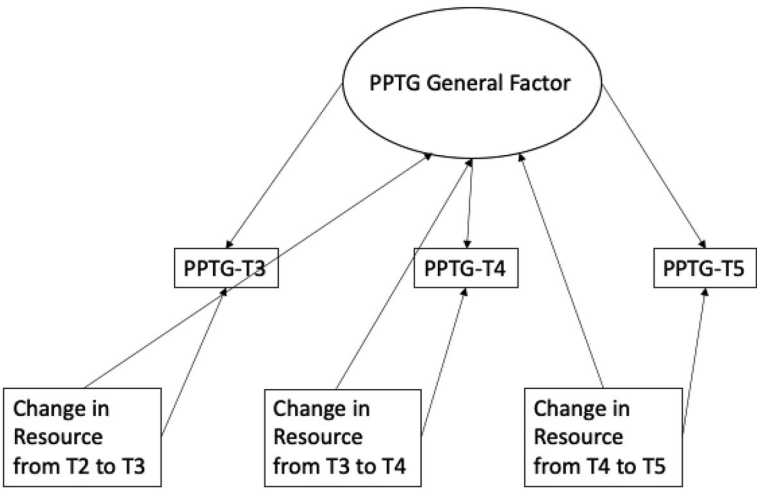 PPTG General Factor
PPTG-T3
PPTG-T4
PPTG-T5
Change in
Resource
from T2 to T3
Change in
Resource
from T3 to T4
Change in
Resource
from T4 to T5